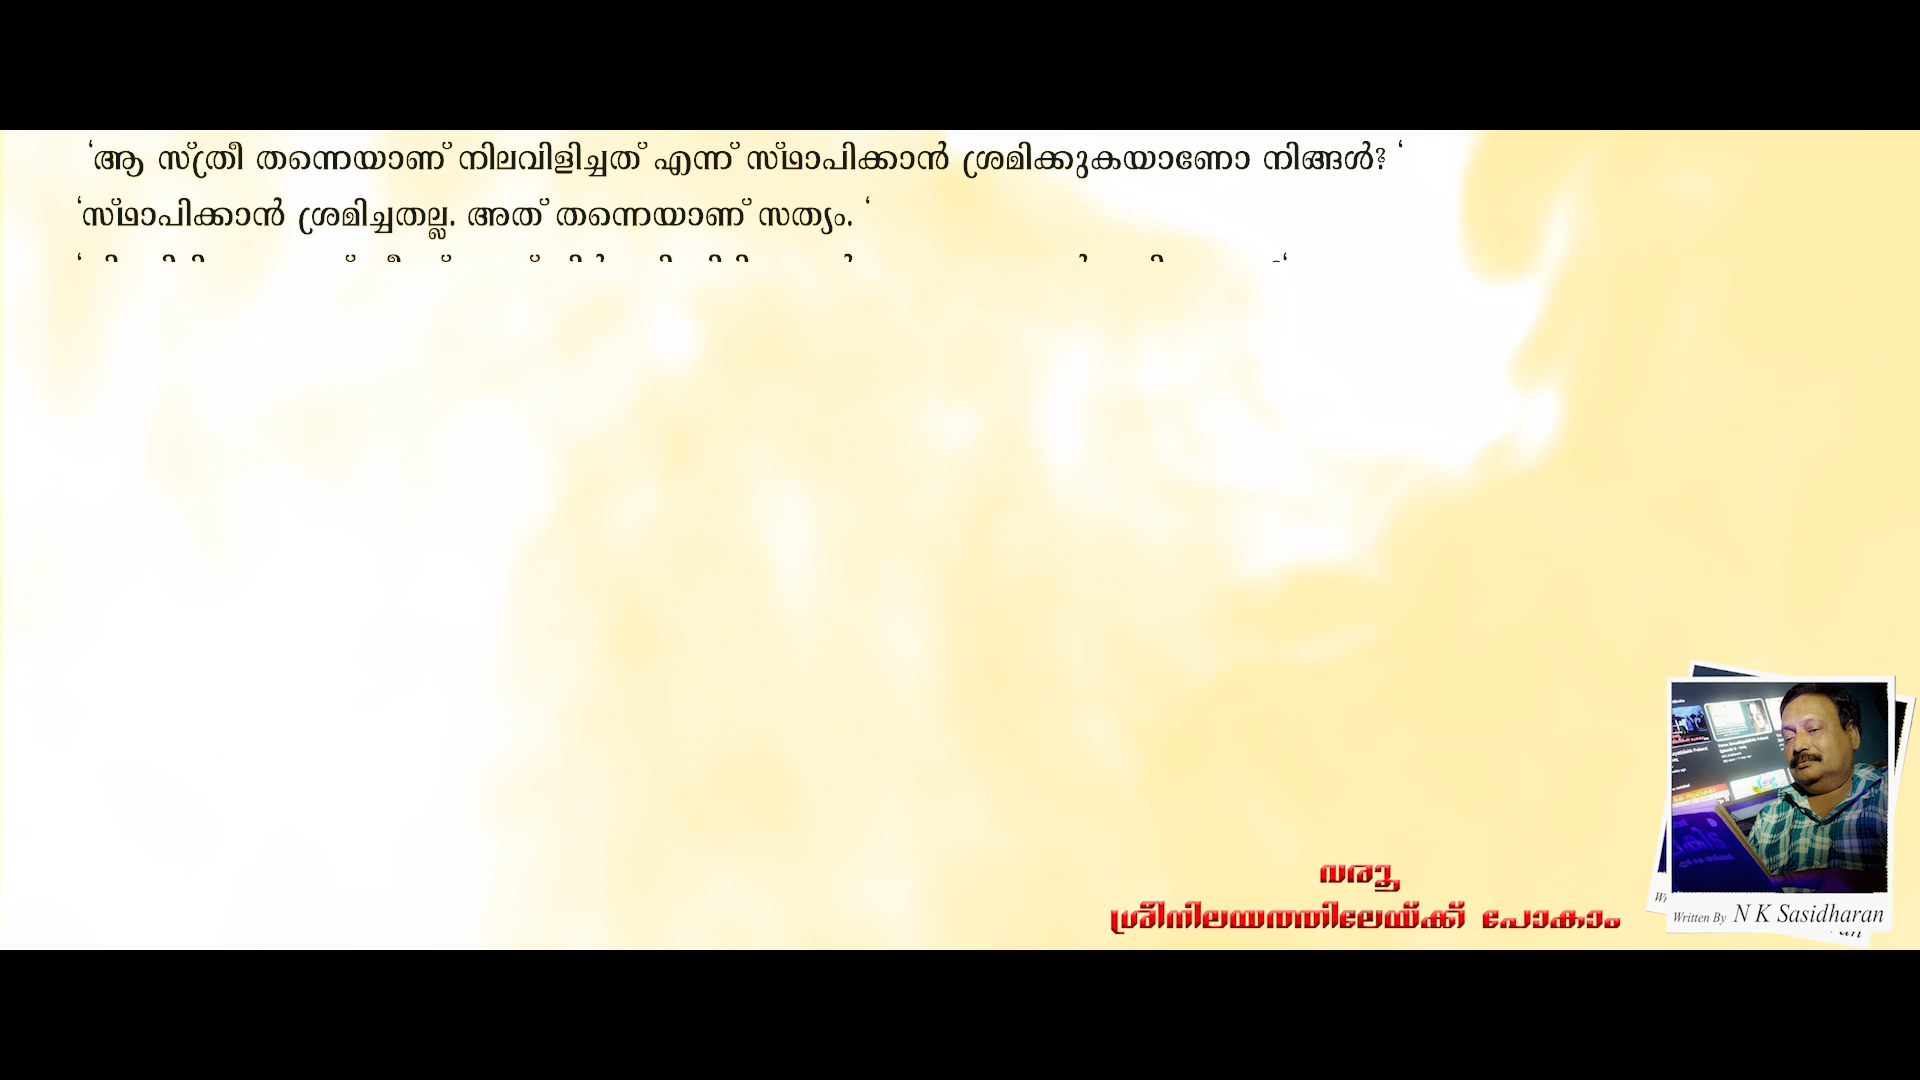 ‘ആ സ്ത്രീ തന്നെയാണ് നിലവിളിച്ചത് എന്ന് സ്ഥാപിക്കാൻ ശ്രമിക്കുകയാണോ നിങ്ങൾ? ‘
‘സ്ഥാപിക്കാൻ ശ്രമിച്ചതല്ല. അത് തന്നെയാണ് സത്യം. ‘
വരൂ
ശ്രീനിലയത്തിലേയ്ക്ക് പോകാം
Written By N K Sasidharan